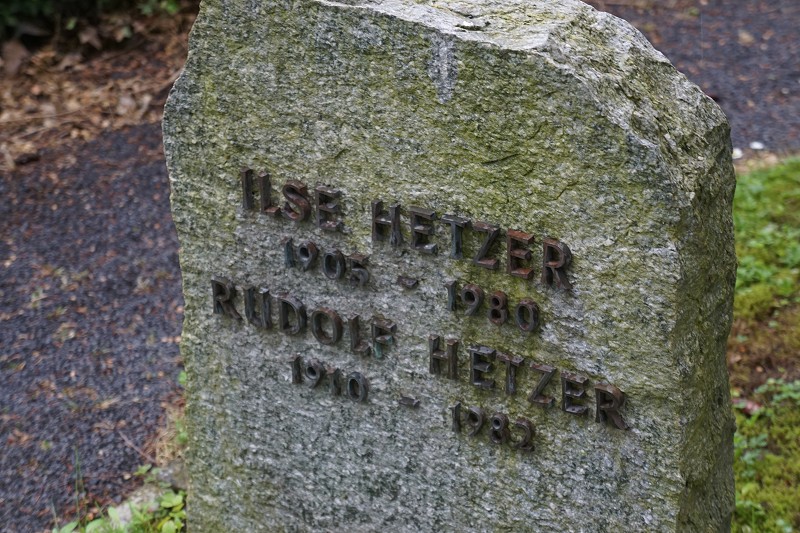 ILSE HETZER
1905 - 1980
RUDOLF HETZER
1910 - 1982